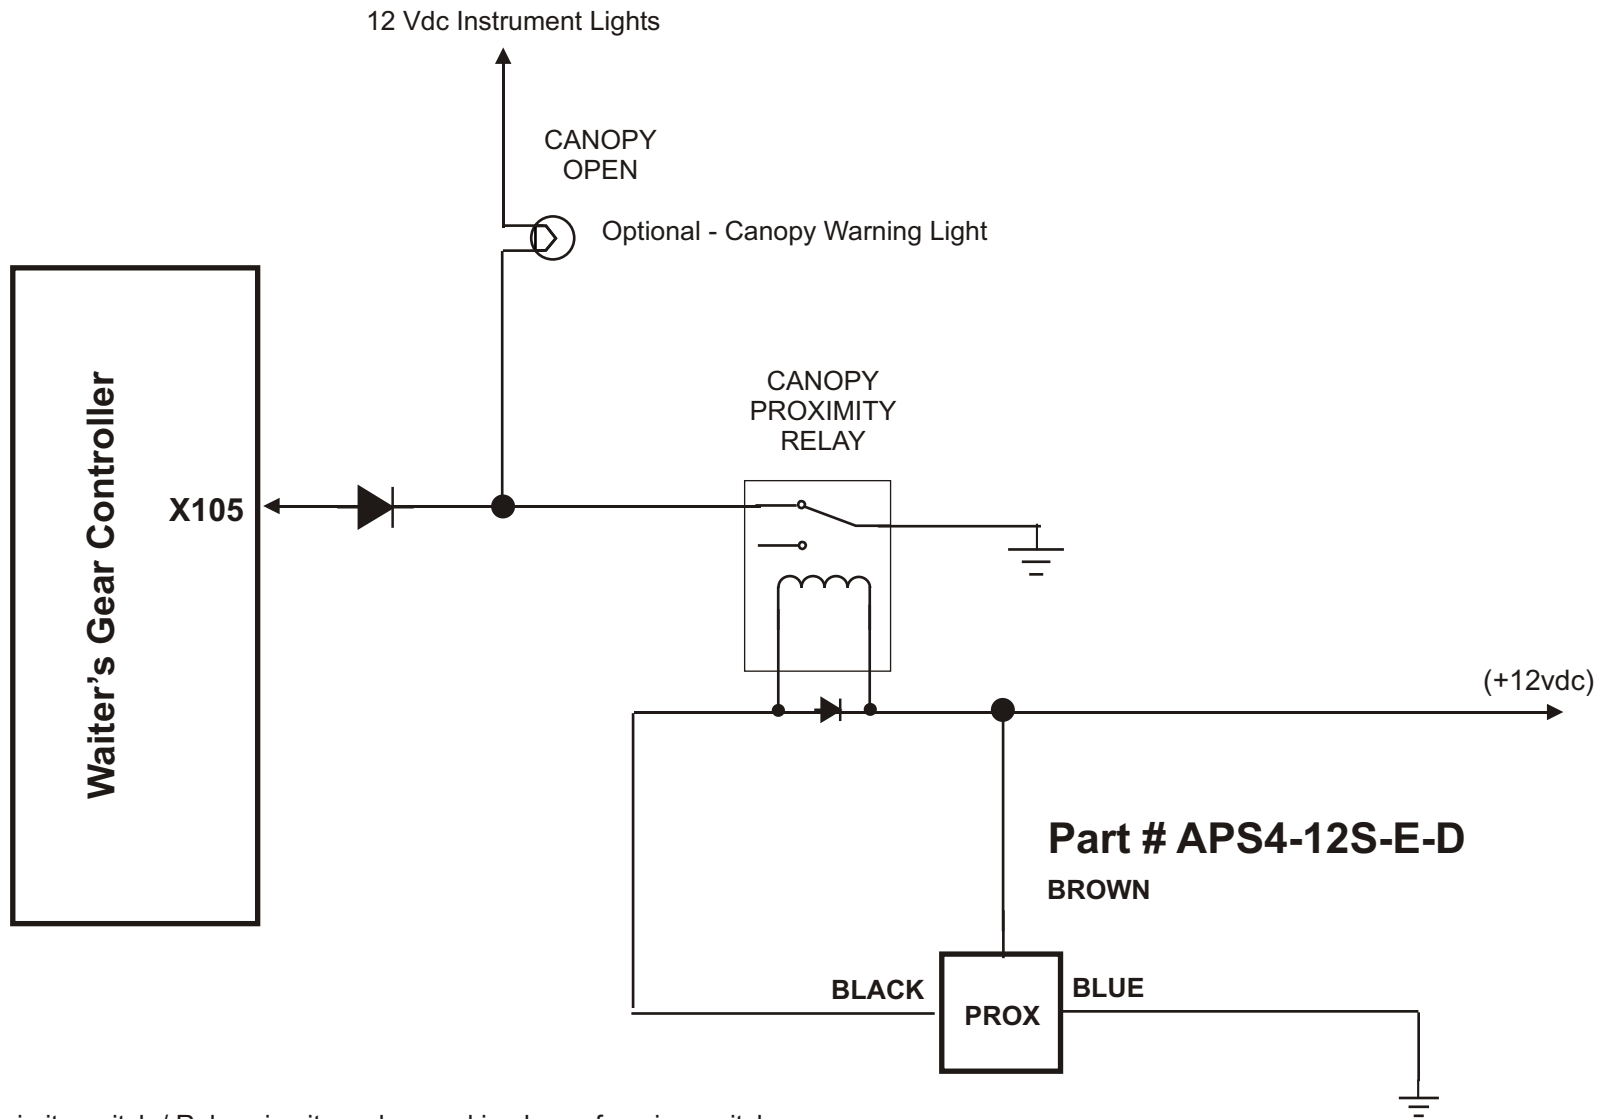 12 Vdc Instrument Lights
CANOPY
OPEN
Optional - Canopy Warning Light
Waiter's Gear Controller
X105
CANOPY
PROXIMITY
RELAY
(+12vdc)
Part # APS4-12S-E-D
BROWN
BLACK
PROX
BLUE